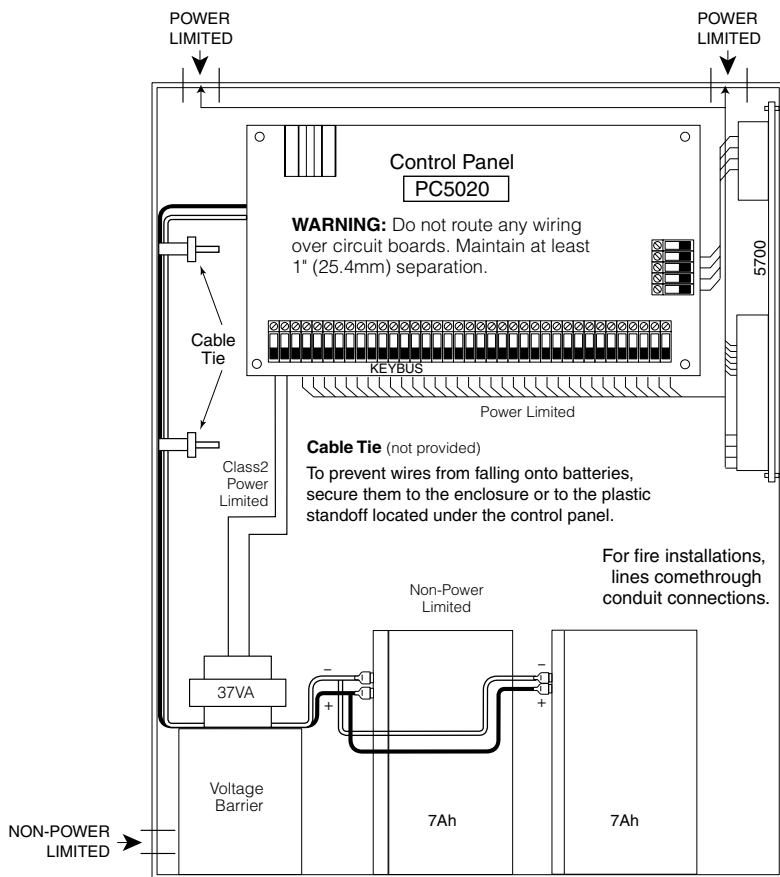 POWER
LIMITED
POWER
LIMITED
Control Panel
PC5020
WARNING: Do not route any wiring
over circuit boards. Maintain at least
1" (25.4mm) separation.
5700
Cable
Tie
KEYBUS
Power Limited
Class2
Power
Limited
Cable Tie (not provided)
To prevent wires from falling onto batteries,
secure them to the enclosure or to the plastic
standoff located under the control panel.
For fire installations,
lines comethrough
conduit connections.
Non-Power
Limited
37VA
–
+
–
+
Voltage
Barrier
7Ah
7Ah
NON-POWER
LIMITED